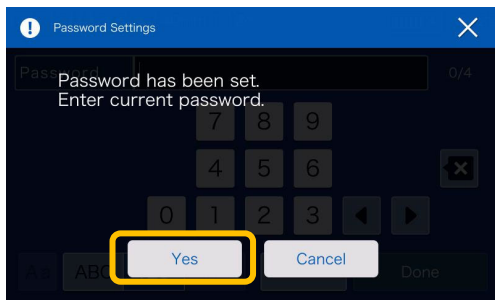 Password Settings
Password
0/4
Password has been set.
Enter current password.
7 8 9
4 5 6
0 1 2 3
Aa ABC
Yes
Cancel
Done